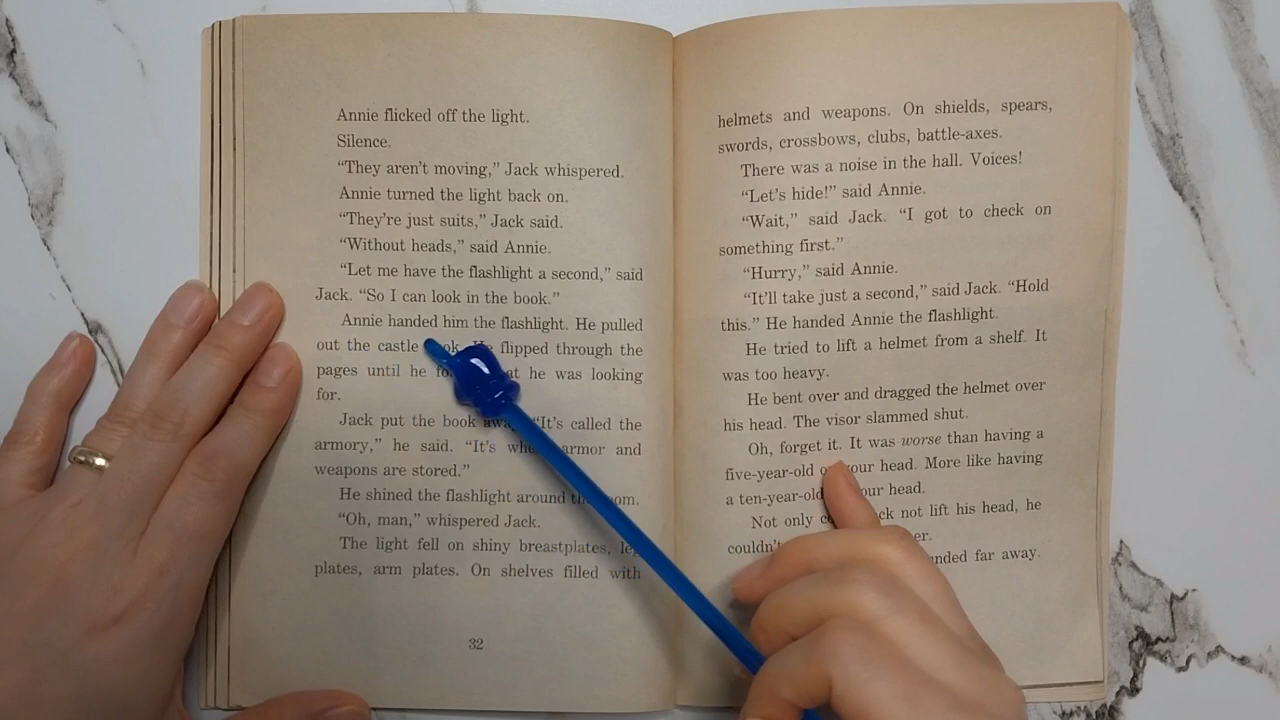 Annie flicked off the light.
Silence.
“They aren’t moving,” Jack whispered.
Annie turned the light back on.
“They’re just suits,” Jack said.
“Without heads,” said Annie.
“Let me have the flashlight a second,” said
Jack. “So I can look in the book.”
Annie handed him the flashlight. He pulled
out the castle He flipped through the
pages until he he was looking
for.
Jack put the book “It’s called the
armory,” he said. “It’s armor and
weapons are stored.”
He shined the flashlight around
“Oh, man,” whispered Jack.
The light fell on shiny breastplates, leg
plates, arm plates. On shelves filled with
32
helmets and weapons. On shields, spears,
swords, crossbows, clubs, battle-axes.
There was a noise in the hall. Voices!
“Let’s hide!” said Annie.
“Wait,” said Jack. “I got to check on
something first.”
“Hurry,” said Annie.
“It’ll take just a second,” said Jack. “Hold
this.” He handed Annie the flashlight.
He tried to lift a helmet from a shelf. It
was too heavy.
He bent over and dragged the helmet over
his head. The visor slammed shut.
Oh, forget it. It was worse than having a
five-year-old your head. More like having
a ten-year-old your head.
Not only not lift his head, he
couldn’t
far away.